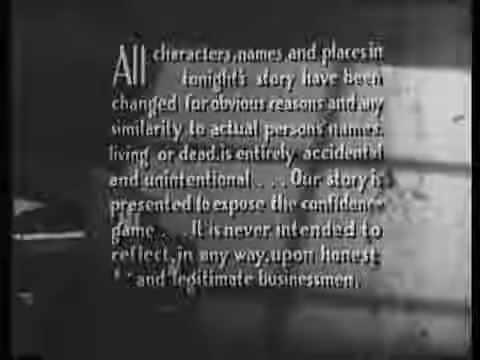 All characters, names and places in
tonight's story have been
changed for obvious reasons and any
similarity to actual persons names,
living or dead, is entirely accidental
and unintentional . . . Our story is
presented to expose the confidence
game . . . It is never intended to
reflect, in any way, upon honest
and legitimate businessmen.